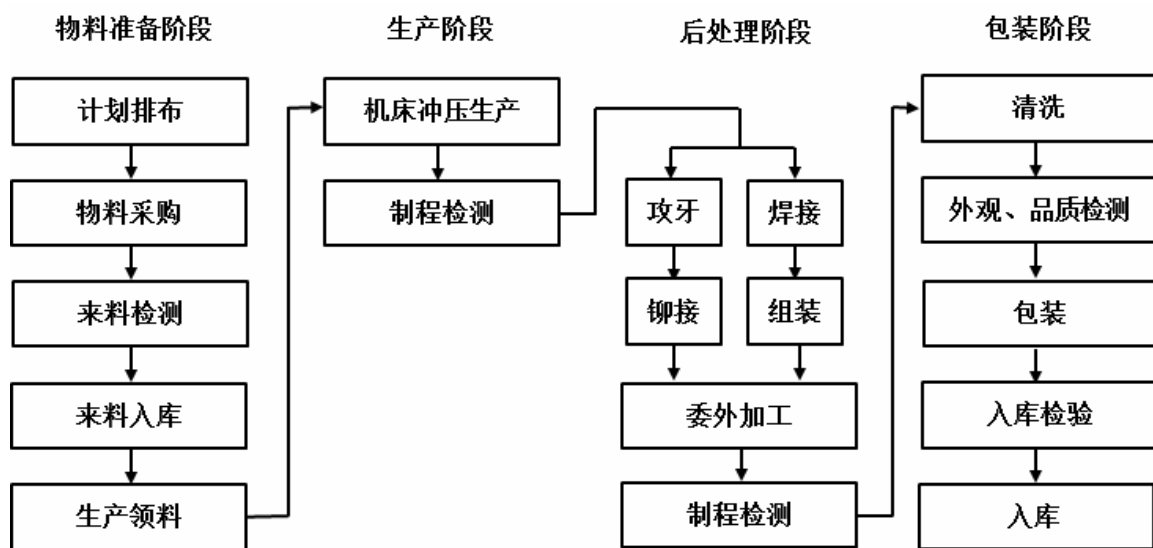 物料准备阶段
计划排布
物料采购
来料检测
来料入库
生产领料
生产阶段
机床冲压生产
制程检测
后处理阶段
攻牙
焊接
铆接
组装
委外加工
制程检测
包装阶段
清洗
外观、品质检测
包装
入库检验
入库